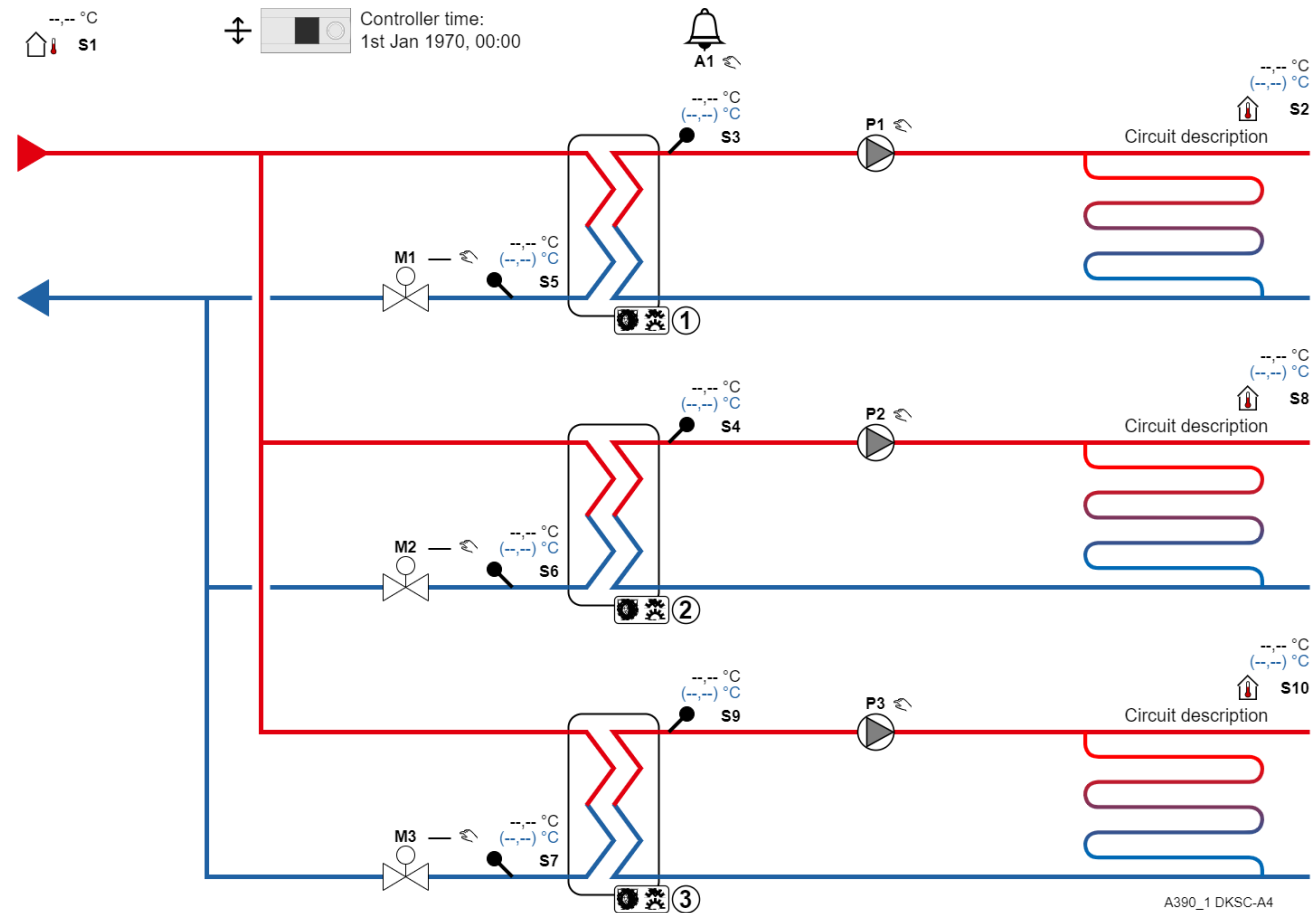 --,-- °C
S1
Controller time:
1st Jan 1970, 00:00
A1
--,-- °C
(--,--) °C
S2
Circuit description
--,-- °C
(--,--) °C
S3
P1
M1
--,-- °C
(--,--) °C
S5
1
--,-- °C
(--,--) °C
S8
Circuit description
--,-- °C
(--,--) °C
S4
P2
M2
--,-- °C
(--,--) °C
S6
2
--,-- °C
(--,--) °C
S10
Circuit description
--,-- °C
(--,--) °C
S9
P3
M3
--,-- °C
(--,--) °C
S7
3
A390_1 DKSC-A4